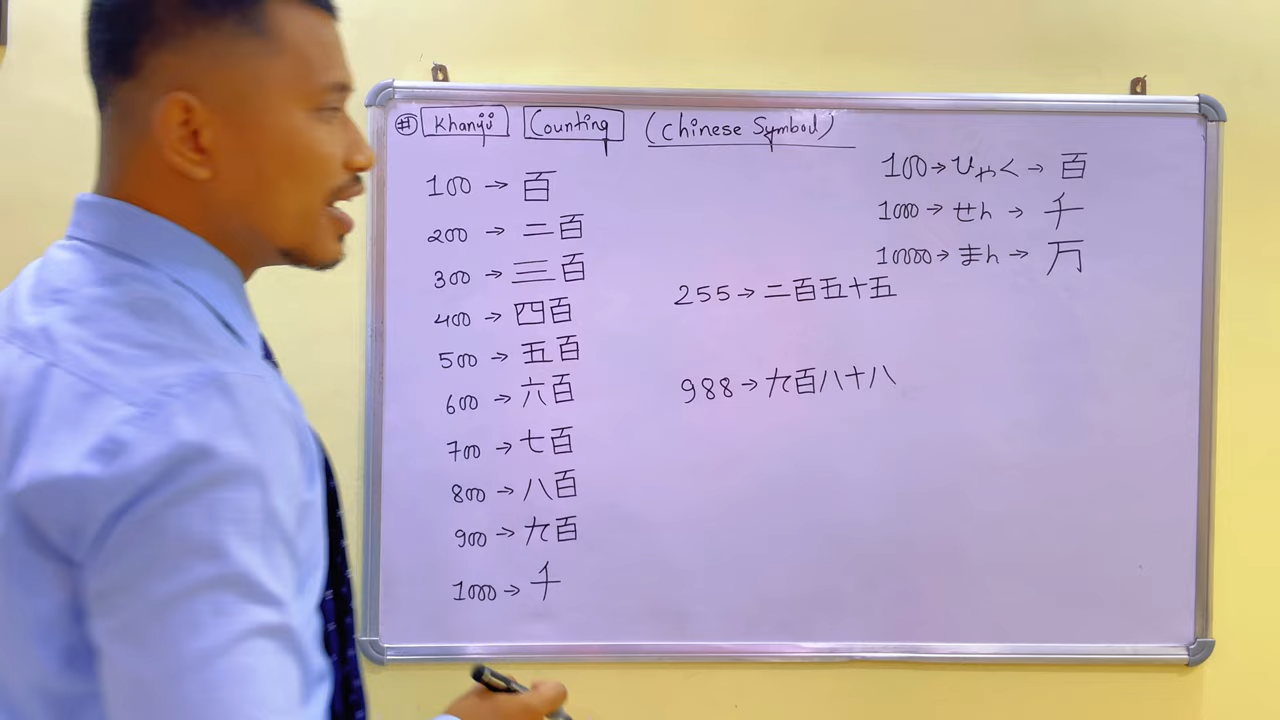 # Khanji Counting (Chinese Symbol)
100 → 百
200 → 二百
300 → 三百
400 → 四百
500 → 五百
600 → 六百
700 → 七百
800 → 八百
900 → 九百
1000 → 千
100 → ひゃく → 百
1000 → せん → 千
10000 → まん → 万
255 → 二百五十五
988 → 九百八十八